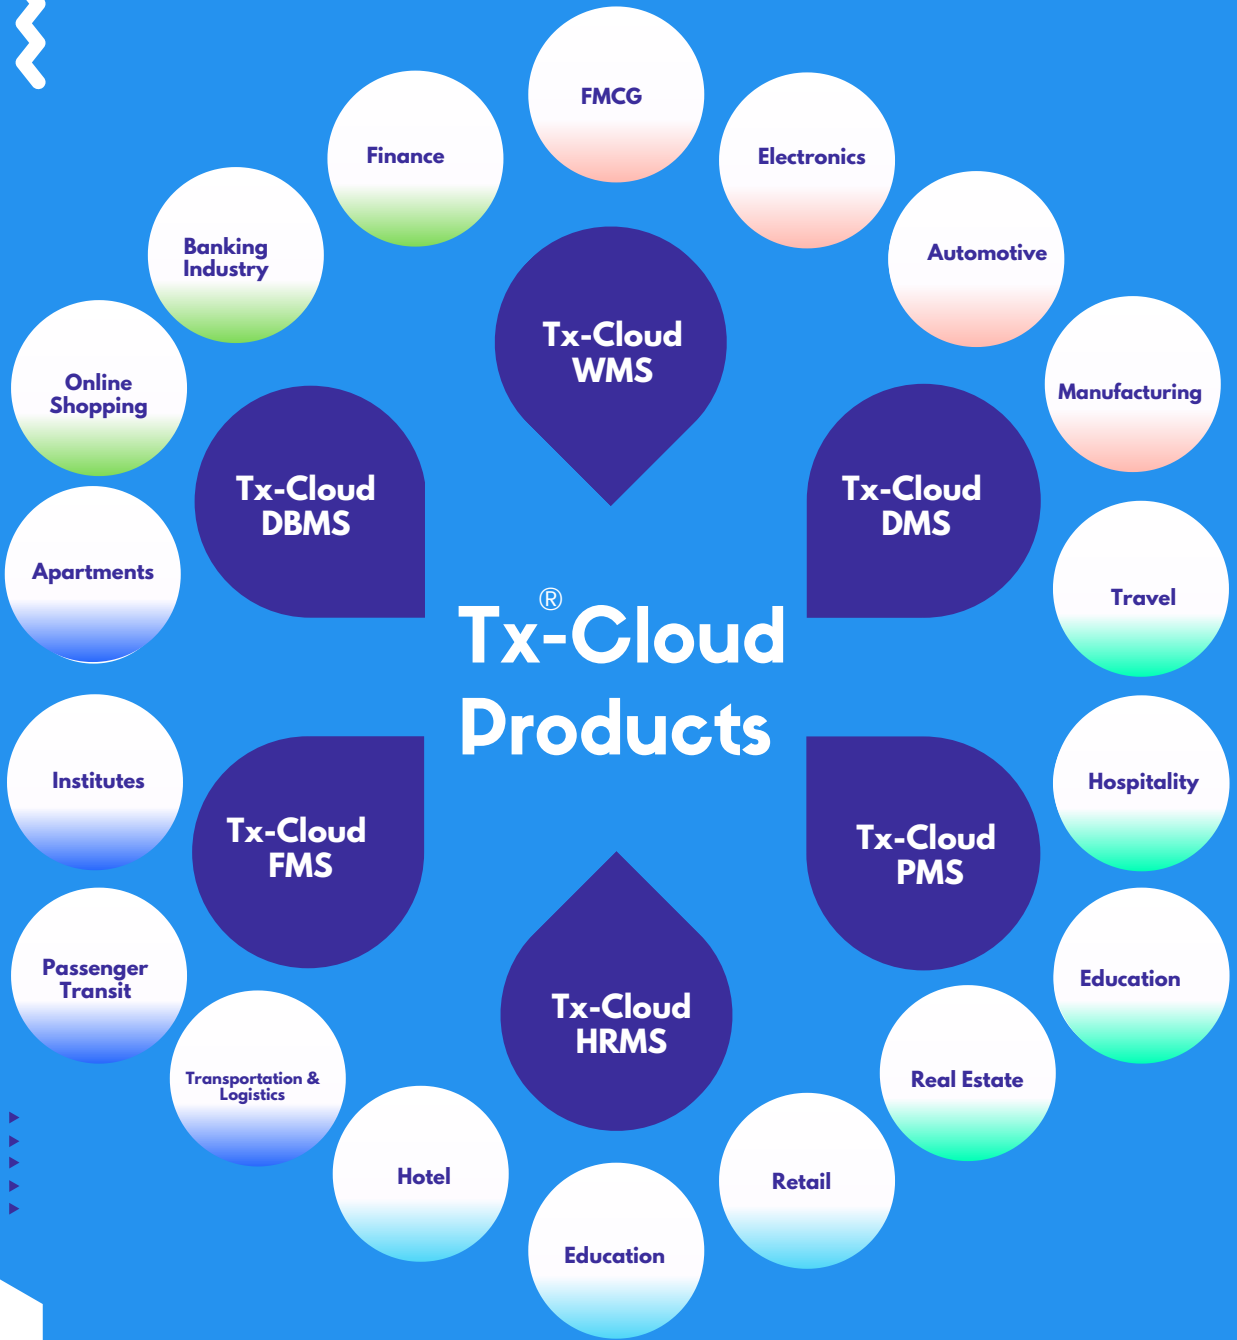 FMCG
Finance
Electronics
Banking
Industry
Automotive
Tx-Cloud
WMS
Online
Shopping
Manufacturing
Tx-Cloud
DBMS
Tx-Cloud
DMS
Apartments
Travel
Tx-Cloud®
Products
Institutes
Hospitality
Tx-Cloud
FMS
Tx-Cloud
PMS
Passenger
Transit
Education
Tx-Cloud
HRMS
Transportation &
Logistics
Real Estate
Hotel
Retail
Education